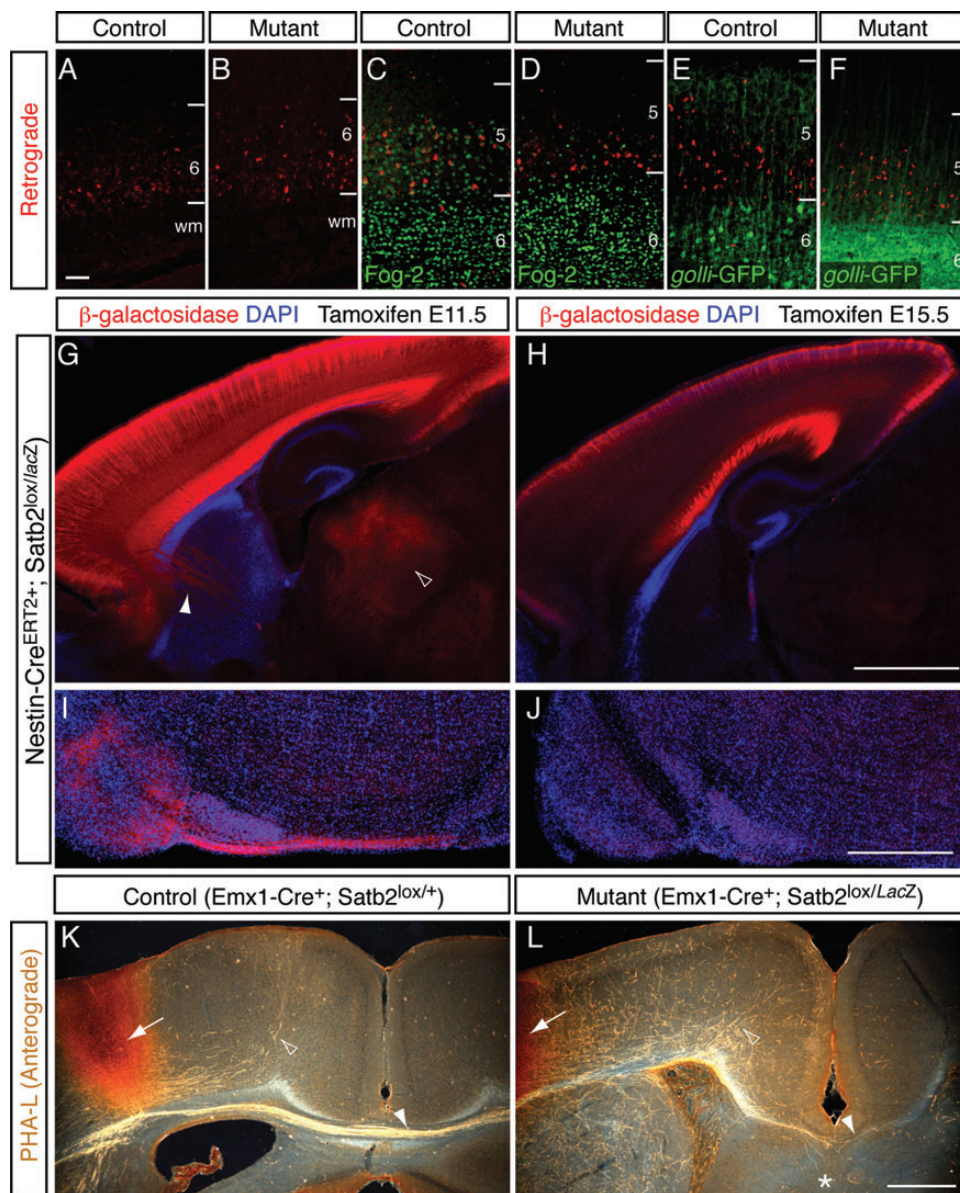 Control
Mutant
Control
Mutant
Control
Mutant
Retrograde
A
B
C
D
E
F
6
wm
6
wm
5
6
Fog-2
5
6
Fog-2
5
6
golli-GFP
5
6
golli-GFP
β-galactosidase DAPI Tamoxifen E11.5
β-galactosidase DAPI Tamoxifen E15.5
Nestin-CreERT2+; Satb2lox/lacZ
G
H
I
J
Control (Emx1-Cre+; Satb2lox/+)
Mutant (Emx1-Cre+; Satb2lox/LacZ)
PHA-L (Anterograde)
K
L
*